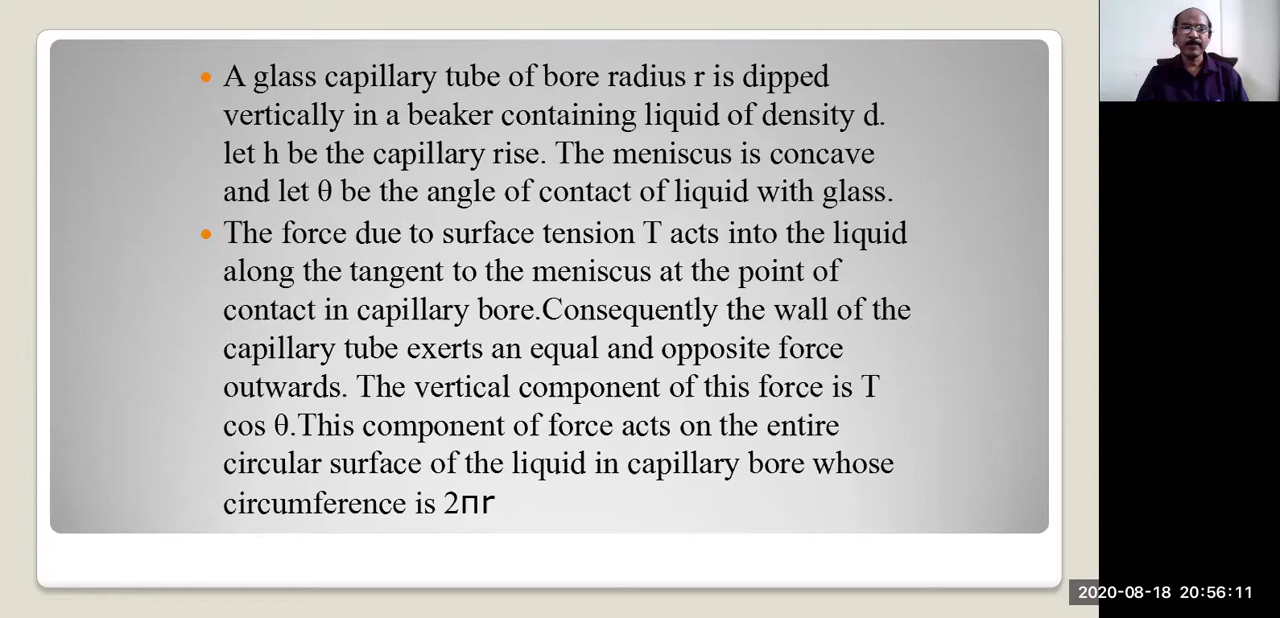 • A glass capillary tube of bore radius r is dipped
vertically in a beaker containing liquid of density d.
let h be the capillary rise. The meniscus is concave
and let θ be the angle of contact of liquid with glass.
• The force due to surface tension T acts into the liquid
along the tangent to the meniscus at the point of
contact in capillary bore.Consequently the wall of the
capillary tube exerts an equal and opposite force
outwards. The vertical component of this force is T
cos θ.This component of force acts on the entire
circular surface of the liquid in capillary bore whose
circumference is 2πr
2020-08-18 20:56:11